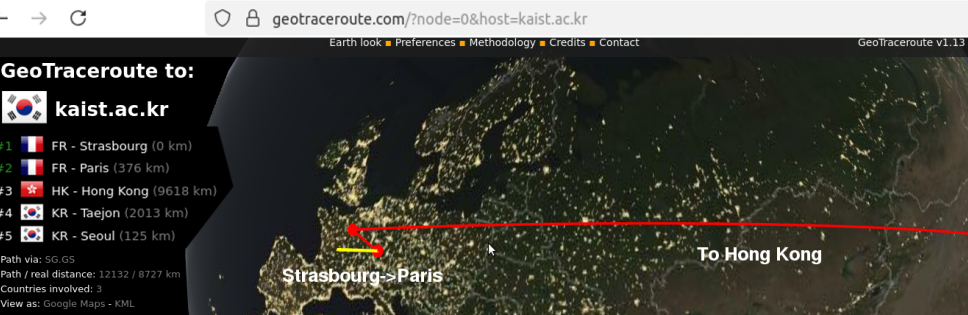 geotraceroute.com/?node=0&host=kaist.ac.kr
Earth look ■ Preferences ■ Methodology ■ Credits ■ Contact
GeoTraceroute v1.13
GeoTraceroute to:
kaist.ac.kr
#1 FR - Strasbourg (0 km)
#2 FR - Paris (376 km)
#3 HK - Hong Kong (9618 km)
#4 KR - Taejon (2013 km)
#5 KR - Seoul (125 km)
Path via: SG.GS
Path / real distance: 12132 / 8727 km
Countries involved: 3
View as: Google Maps - KML
Strasbourg->Paris
To Hong Kong